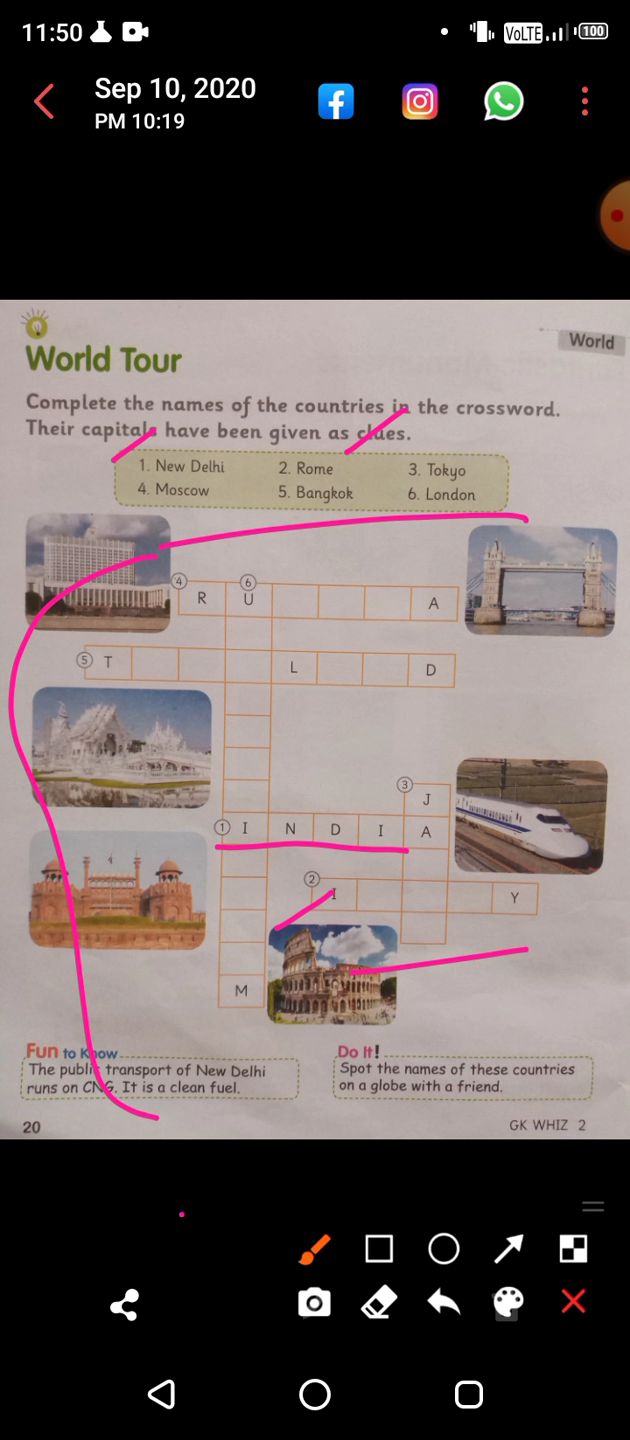 11:50
VoLTE
100
Sep 10, 2020
PM 10:19
World
World Tour
Complete the names of the countries in the crossword.
Their capitals have been given as clues.
1. New Delhi 2. Rome 3. Tokyo
4. Moscow 5. Bangkok 6. London
4 R 6 U A
5 T L D
3 J
1 I N D I A
2 I Y
M
Fun to Know
The public transport of New Delhi
runs on CNG. It is a clean fuel.
Do It!
Spot the names of these countries
on a globe with a friend.
20
GK WHIZ 2